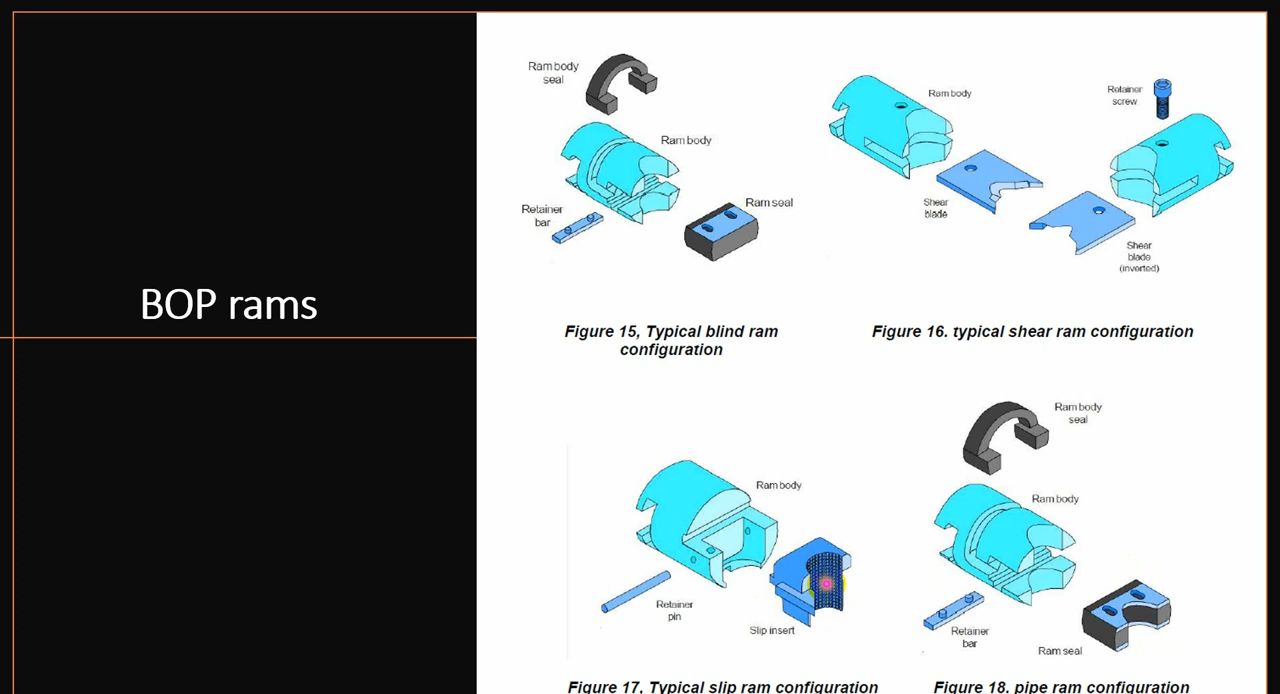 BOP rams
Ram body
seal
Ram body
Retainer
bar
Ram seal
Figure 15, Typical blind ram
configuration
Ram body
Retainer
screw
Shear
blade
Shear
blade
(inverted)
Figure 16. typical shear ram configuration
Ram body
Retainer
pin
Slip insert
Figure 17, Typical slip ram configuration
Ram body
seal
Ram body
Retainer
bar
Ram seal
Figure 18. pipe ram configuration